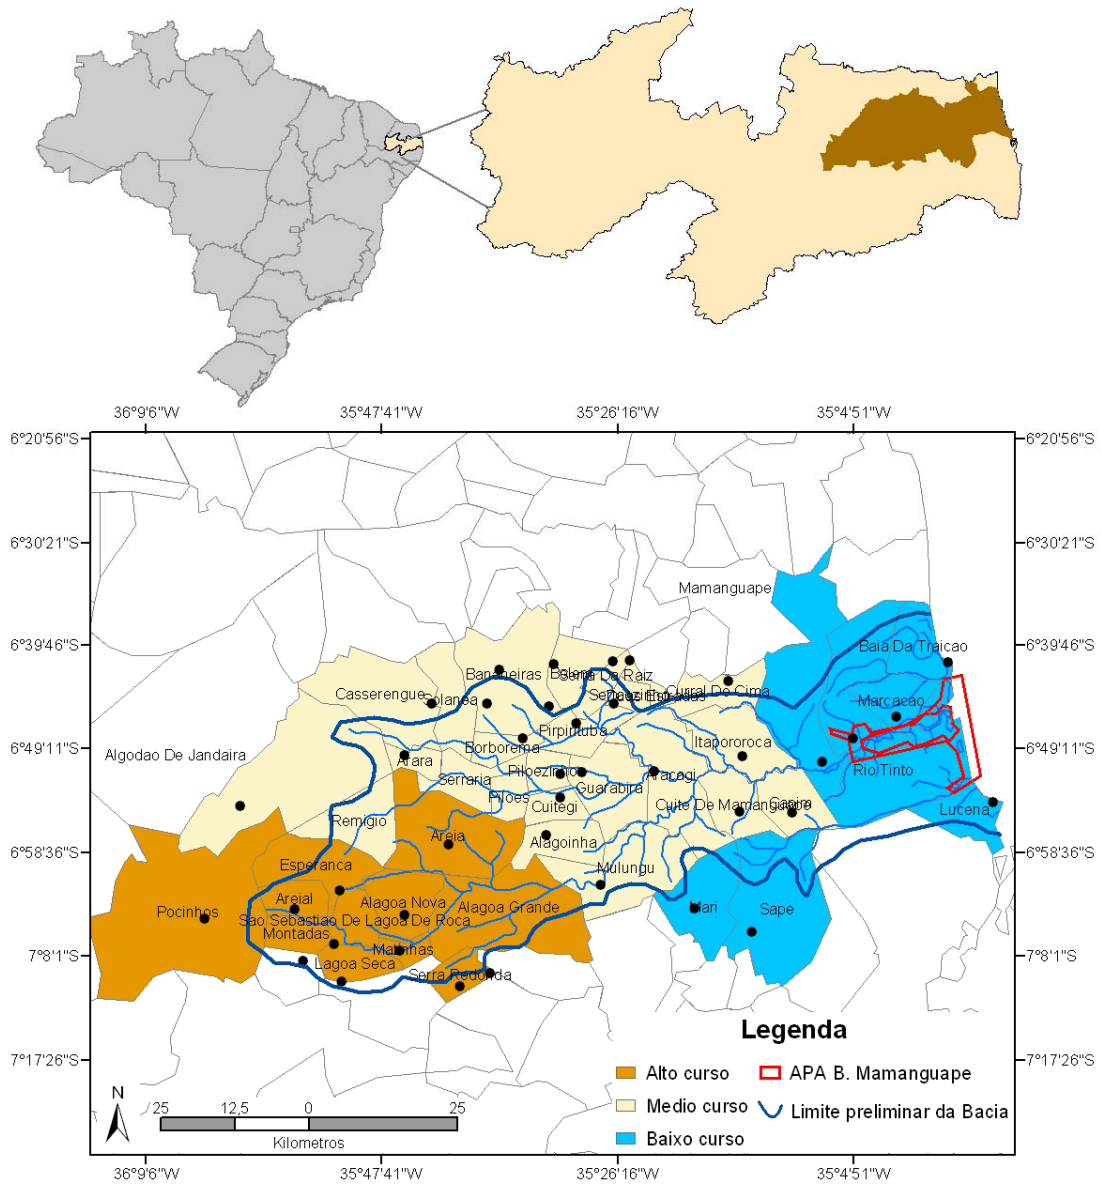 36°9'6"W 35°47'41"W 35°26'16"W 35°4'51"W
6°20'56"S 6°20'56"S
6°30'21"S 6°30'21"S
Mamanguape
6°39'46"S 6°39'46"S
Baia Da Traicao
Bananeiras Belem Serra Da Raiz
Casserengue Solanea Sertaozinho Duas Estradas Curral De Cima
Marcacao
Pirpirituba
Itapororoca
Borborema
6°49'11"S 6°49'11"S
Algodao De Jandaira
Arara
Piloezinho Aracagi Rio Tinto
Serraria Guarabira
Piloes
Cuitegi Cuite De Mamanguape Capim
Lucena
Remigio
Areia
Alagoinha
6°58'36"S 6°58'36"S
Esperanca Mulungu
Areial Alagoa Nova Alagoa Grande
Pocinhos Mari Sape
Sao Sebastiao De Lagoa De Roca
Montadas
Matinhas
7°8'1"S 7°8'1"S
Lagoa Seca
Serra Redonda
Legenda
7°17'26"S 7°17'26"S
Alto curso APA B. Mamanguape
Medio curso Limite preliminar da Bacia
Baixo curso
N
25 12,5 0 25
Kilometros
36°9'6"W 35°47'41"W 35°26'16"W 35°4'51"W